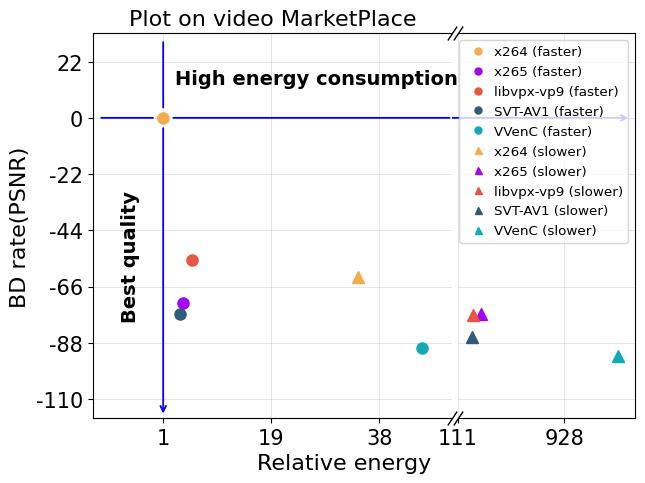 Plot on video MarketPlace
High energy consumption
Best quality
BD rate(PSNR)
22
0
-22
-44
-66
-88
-110
x264 (faster)
x265 (faster)
libvpx-vp9 (faster)
SVT-AV1 (faster)
VVenC (faster)
x264 (slower)
x265 (slower)
libvpx-vp9 (slower)
SVT-AV1 (slower)
VVenC (slower)
1 19 38 111 928
Relative energy